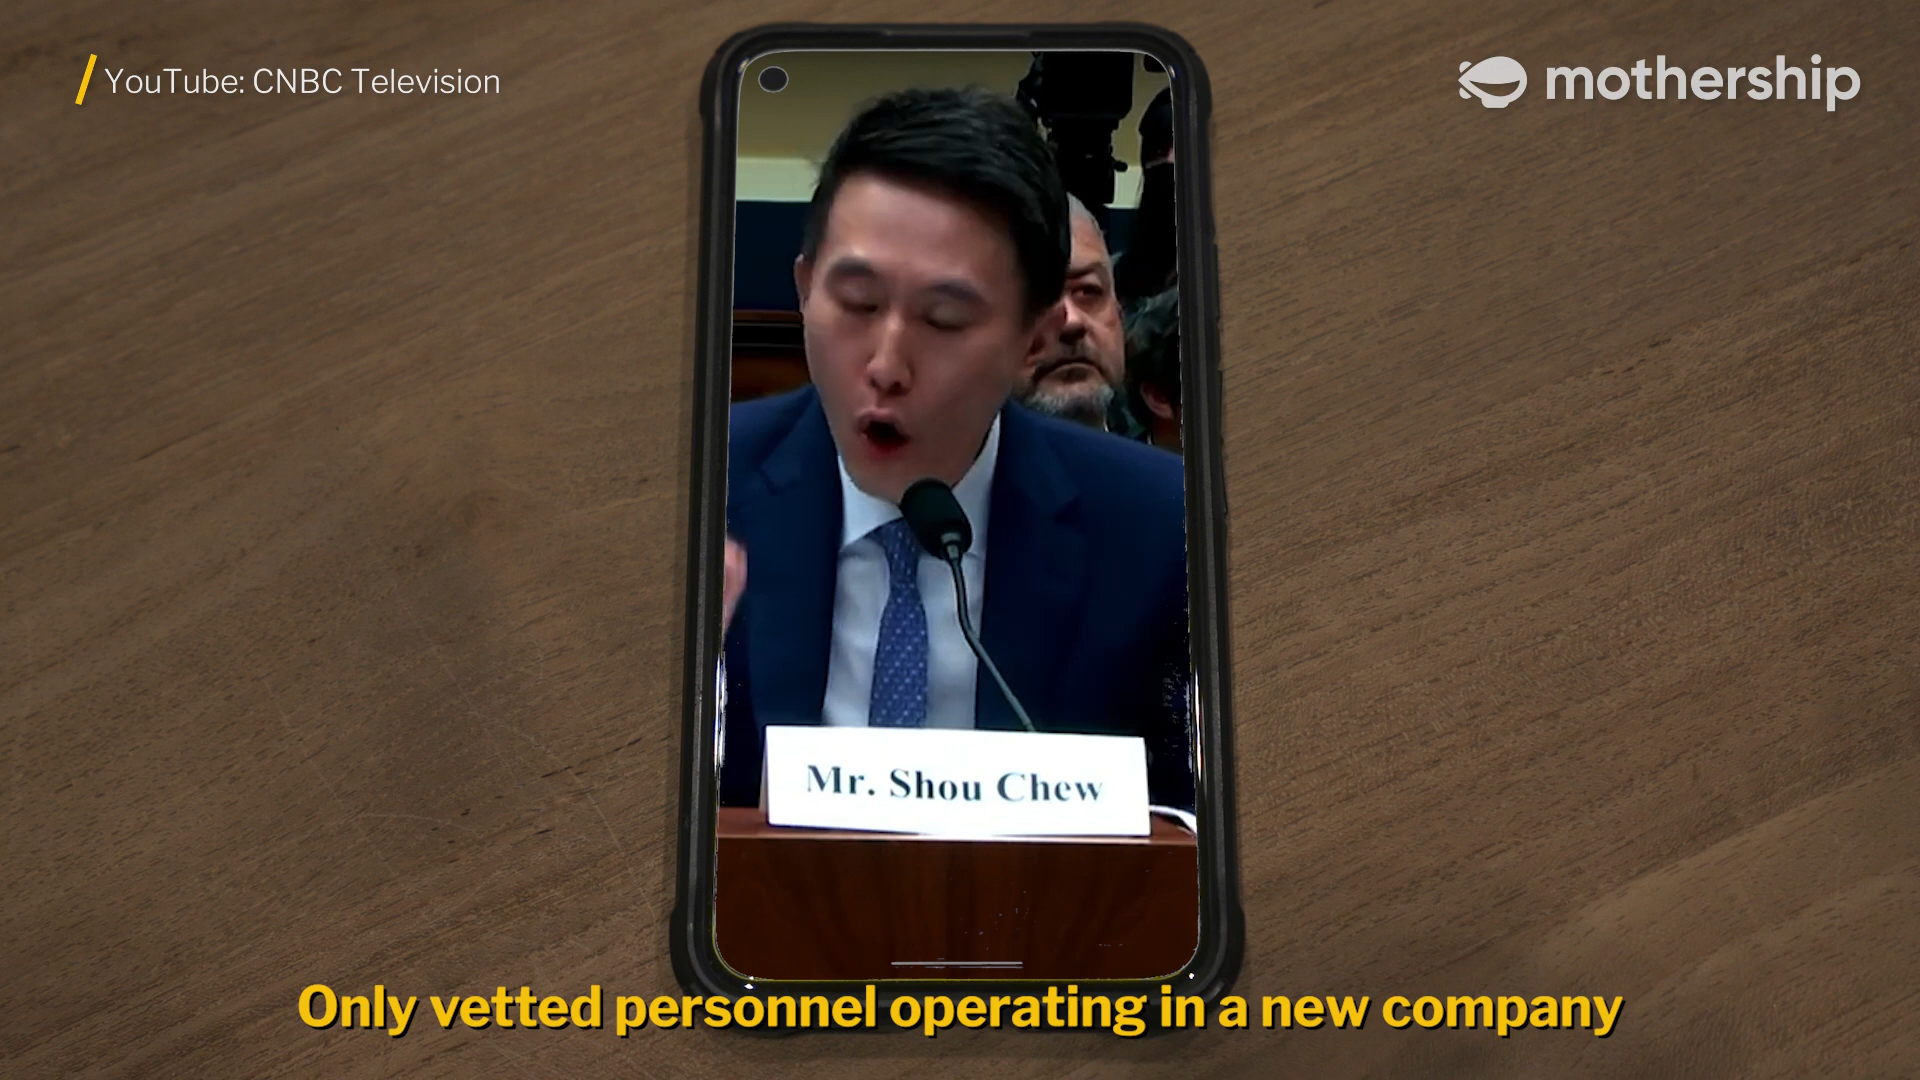 YouTube: CNBC Television
mothership
Mr. Shou Chew
Only vetted personnel operating in a new company